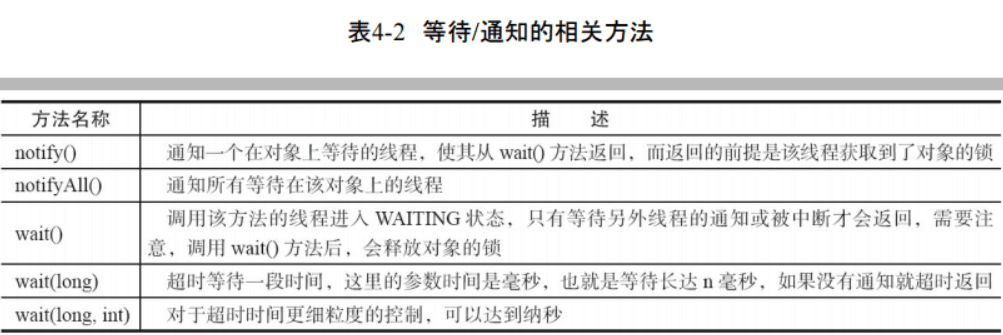 表4-2 等待/通知的相关方法
方法名称 描 述
notify() 通知一个在对象上等待的线程，使其从 wait() 方法返回，而返回的前提是该线程获取到了对象的锁
notifyAll() 通知所有等待在该对象上的线程
wait() 调用该方法的线程进入 WAITING 状态，只有等待另外线程的通知或被中断才会返回，需要注
意，调用 wait() 方法后，会释放对象的锁
wait(long) 超时等待一段时间，这里的参数时间是毫秒，也就是等待长达 n 毫秒，如果没有通知就超时返回
wait(long, int) 对于超时时间更细粒度的控制，可以达到纳秒